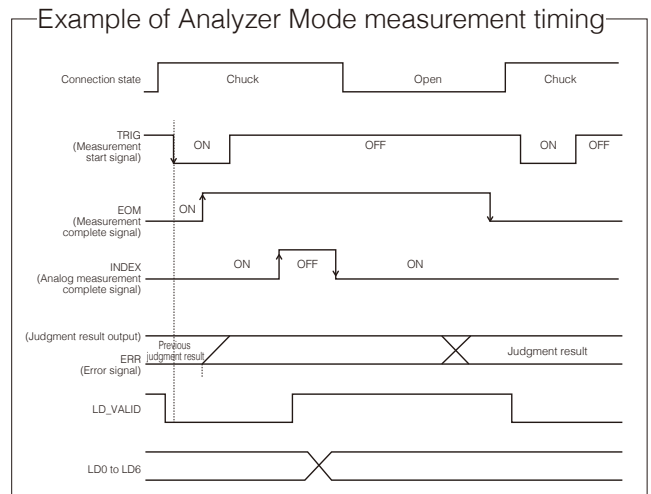 Example of Analyzer Mode measurement timing
Connection state
Chuck
Open
Chuck
TRIG
(Measurement
start signal)
ON
OFF
ON
OFF
EOM
(Measurement
complete signal)
ON
INDEX
(Analog measurement
complete signal)
ON
OFF
ON
(Judgment result output)
ERR
(Error signal)
Previous
judgment result
Judgment result
LD_VALID
LD0 to LD6